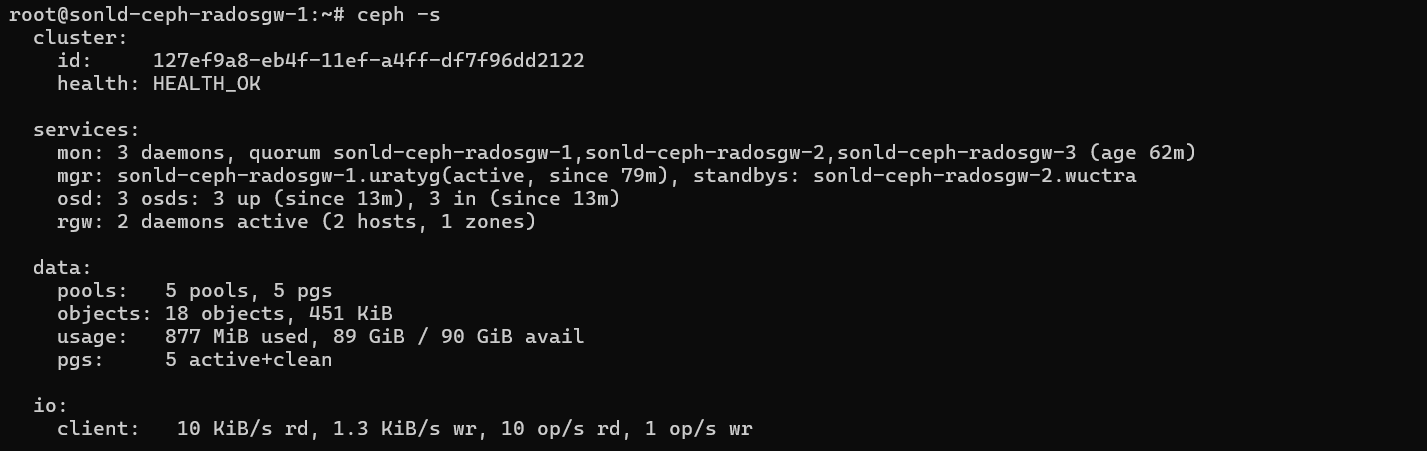 root@sonld-ceph-radosgw-1:~# ceph -s
  cluster:
    id:     127ef9a8-eb4f-11ef-a4ff-df7f96dd2122
    health: HEALTH_OK

  services:
    mon: 3 daemons, quorum sonld-ceph-radosgw-1,sonld-ceph-radosgw-2,sonld-ceph-radosgw-3 (age 62m)
    mgr: sonld-ceph-radosgw-1.uratyg(active, since 79m), standbys: sonld-ceph-radosgw-2.wuctra
    osd: 3 osds: 3 up (since 13m), 3 in (since 13m)
    rgw: 2 daemons active (2 hosts, 1 zones)

  data:
    pools:   5 pools, 5 pgs
    objects: 18 objects, 451 KiB
    usage:   877 MiB used, 89 GiB / 90 GiB avail
    pgs:     5 active+clean

  io:
    client:   10 KiB/s rd, 1.3 KiB/s wr, 10 op/s rd, 1 op/s wr